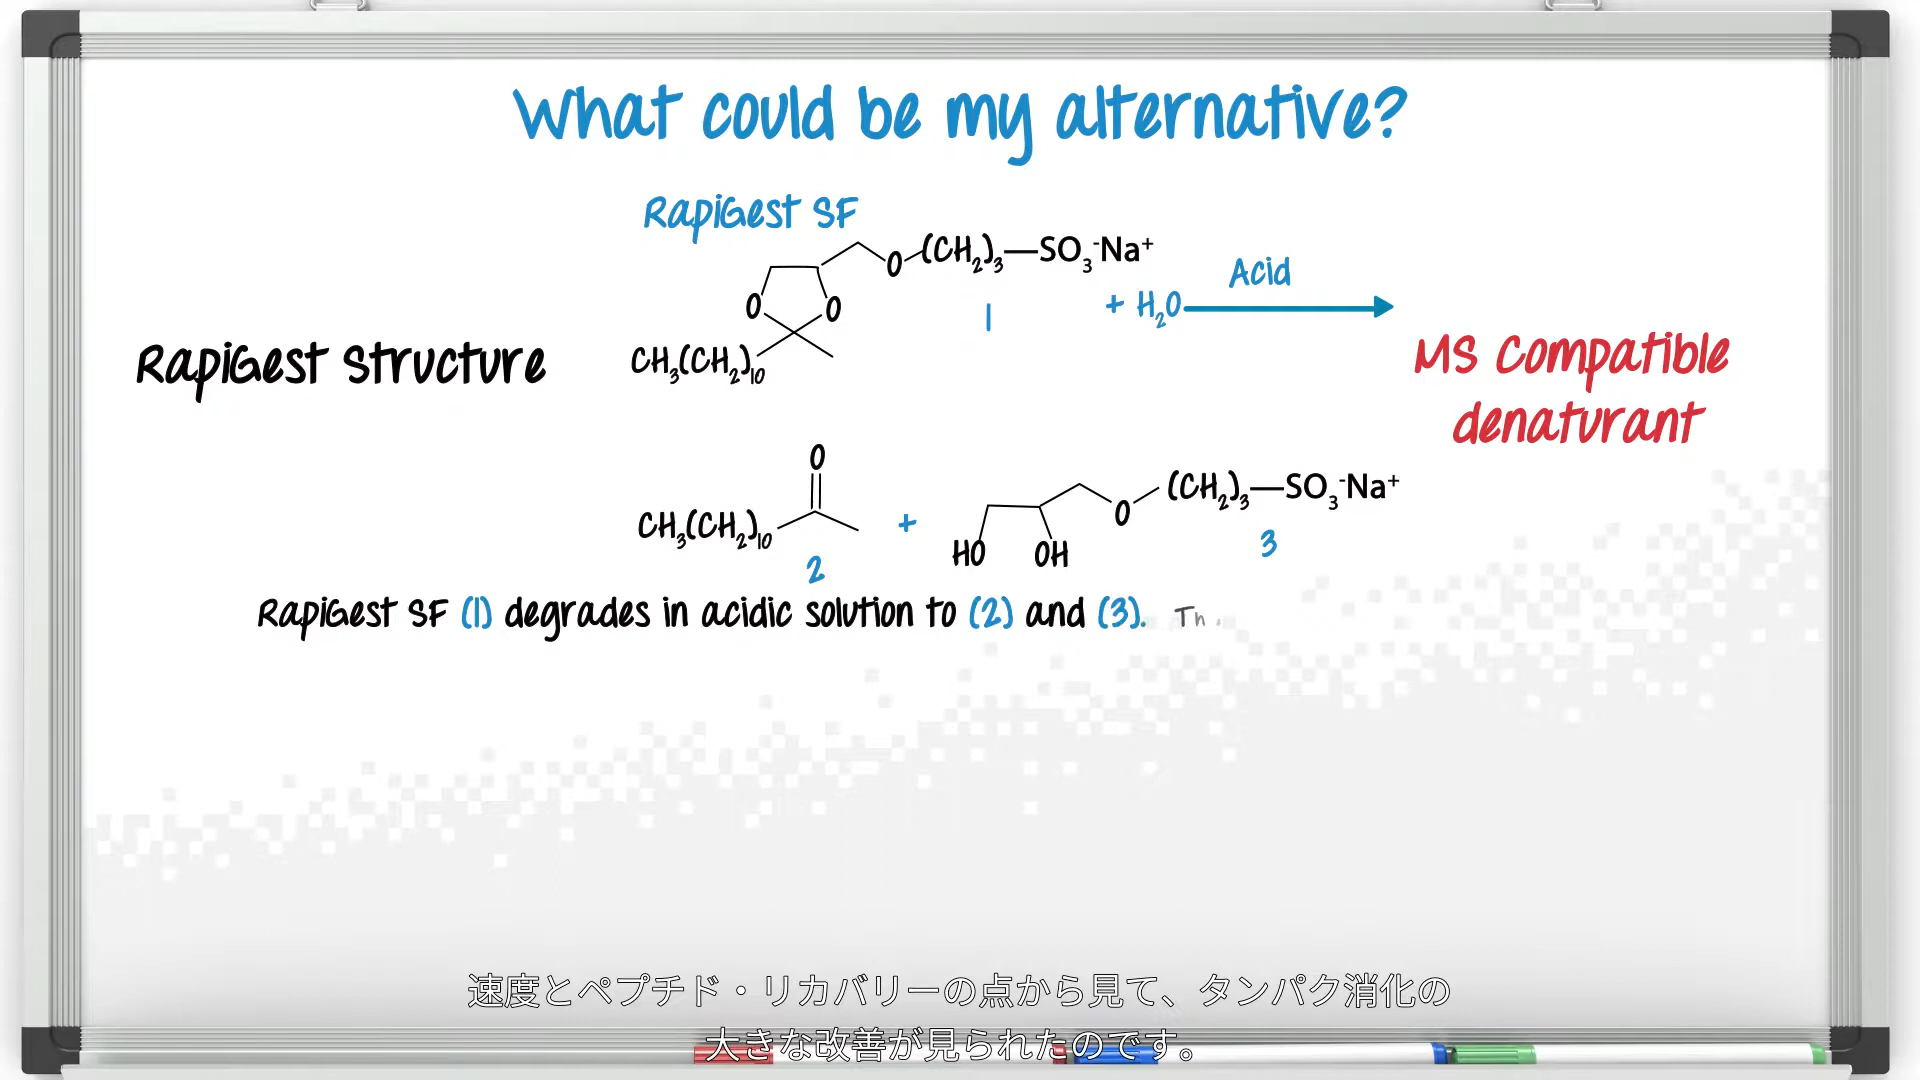 What could be my alternative?
RapiGest SF
O (CH2)3—SO3-Na+
Acid
O O
1
+ H2O
RapiGest Structure
CH3(CH2)10
MS Compatible
denaturant
O
CH3(CH2)10
+
O (CH2)3—SO3-Na+
HO OH
2
3
RapiGest SF (1) degrades in acidic solution to (2) and (3). Th
速度とペプチド・リカバリーの点から見て、タンパク消化の
大きな改善が見られたのです。